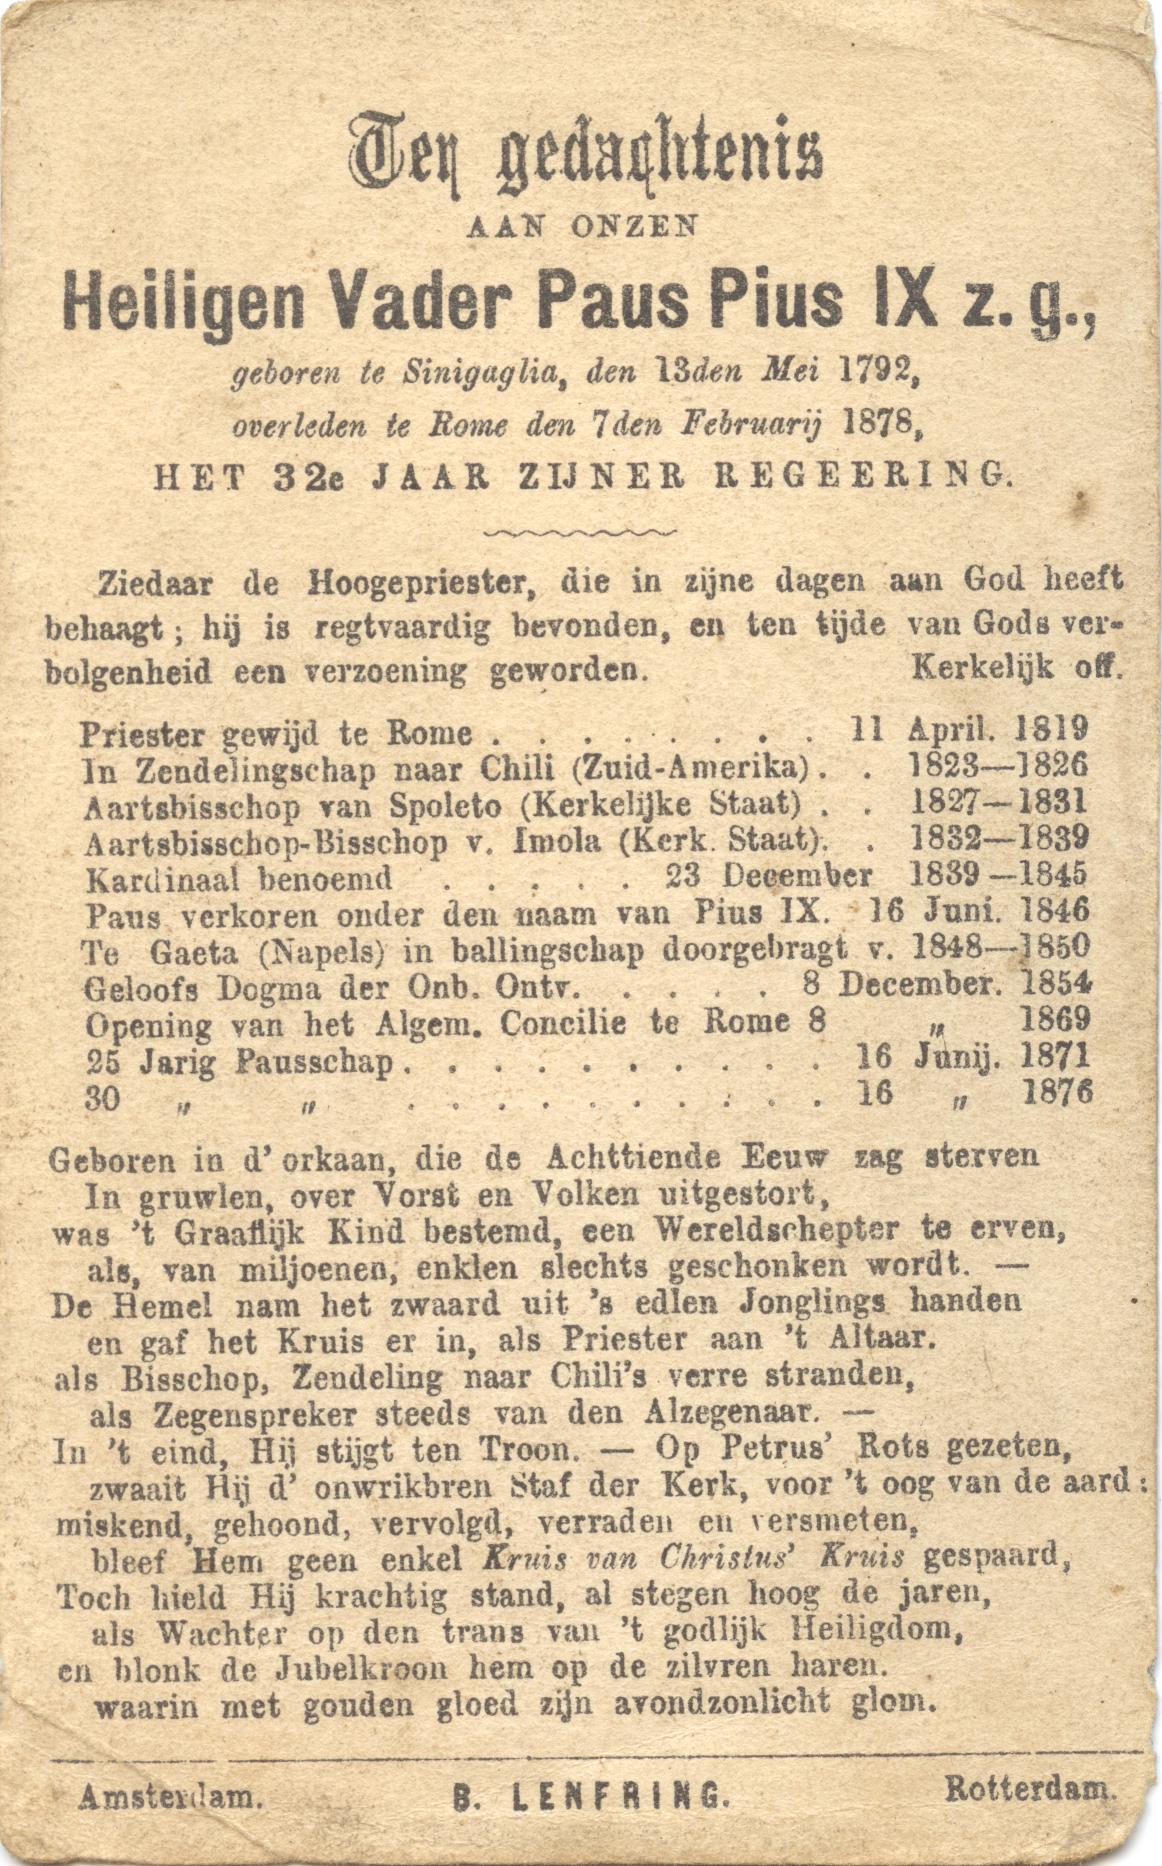 Ter gedachtenis
AAN ONZEN
Heiligen Vader Paus Pius IX z. g.,
geboren te Sinigaglia, den 13den Mei 1792,
overleden te Rome den 7den Februarij 1878,
HET 32e JAAR ZIJNER REGEERING.
Ziedaar de Hoogepriester, die in zijne dagen aan God heeft
behaagt; hij is regtvaardig bevonden, en ten tijde van Gods ver-
bolgenheid een verzoening geworden. Kerkelijk off.
Priester gewijd te Rome . . . . . . . . . 11 April. 1819
In Zendelingschap naar Chili (Zuid-Amerika). . 1823—1826
Aartsbisschop van Spoleto (Kerkelijke Staat) . . 1827—1831
Aartsbisschop-Bisschop v. Imola (Kerk. Staat). . 1832—1839
Kardinaal benoemd . . . . . 23 December 1839—1845
Paus verkoren onder den naam van Pius IX. 16 Juni. 1846
Te Gaeta (Napels) in ballingschap doorgebragt v. 1848—1850
Geloofs Dogma der Onb. Ontv. . . . . . 8 December. 1854
Opening van het Algem. Concilie te Rome 8 „ 1869
25 Jarig Pausschap . . . . . . . . . . 16 Junij. 1871
30 „ „ . . . . . . . . . . 16 „ 1876
Geboren in d' orkaan, die de Achttiende Eeuw zag sterven
In gruwlen, over Vorst en Volken uitgestort,
was 't Graaflijk Kind bestemd, een Wereldschepter te erven,
als, van miljoenen, enklen slechts geschonken wordt. —
De Hemel nam het zwaard uit 's edlen Jonglings handen
en gaf het Kruis er in, als Priester aan 't Altaar.
als Bisschop, Zendeling naar Chili's verre stranden,
als Zegenspreker steeds van den Alzegenaar. —
In 't eind, Hij stijgt ten Troon. — Op Petrus' Rots gezeten,
zwaait Hij d' onwrikbren Staf der Kerk, voor 't oog van de aard:
miskend, gehoond, vervolgd, verraden en versmeten,
bleef Hem geen enkel Kruis van Christus' Kruis gespaard,
Toch hield Hij krachtig stand, al stegen hoog de jaren,
als Wachter op den trans van 't godlijk Heiligdom,
en blonk de Jubelkroon hem op de zilvren haren.
waarin met gouden gloed zijn avondzonlicht glom.
Amsterdam. B. LENFRING. Rotterdam.